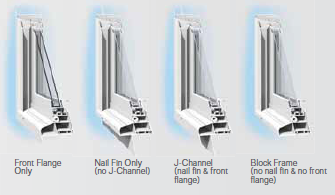 Front Flange
Only
Nail Fin Only
(no J-Channel)
J-Channel
(nail fin & front
flange)
Block Frame
(no nail fin & no front
flange)